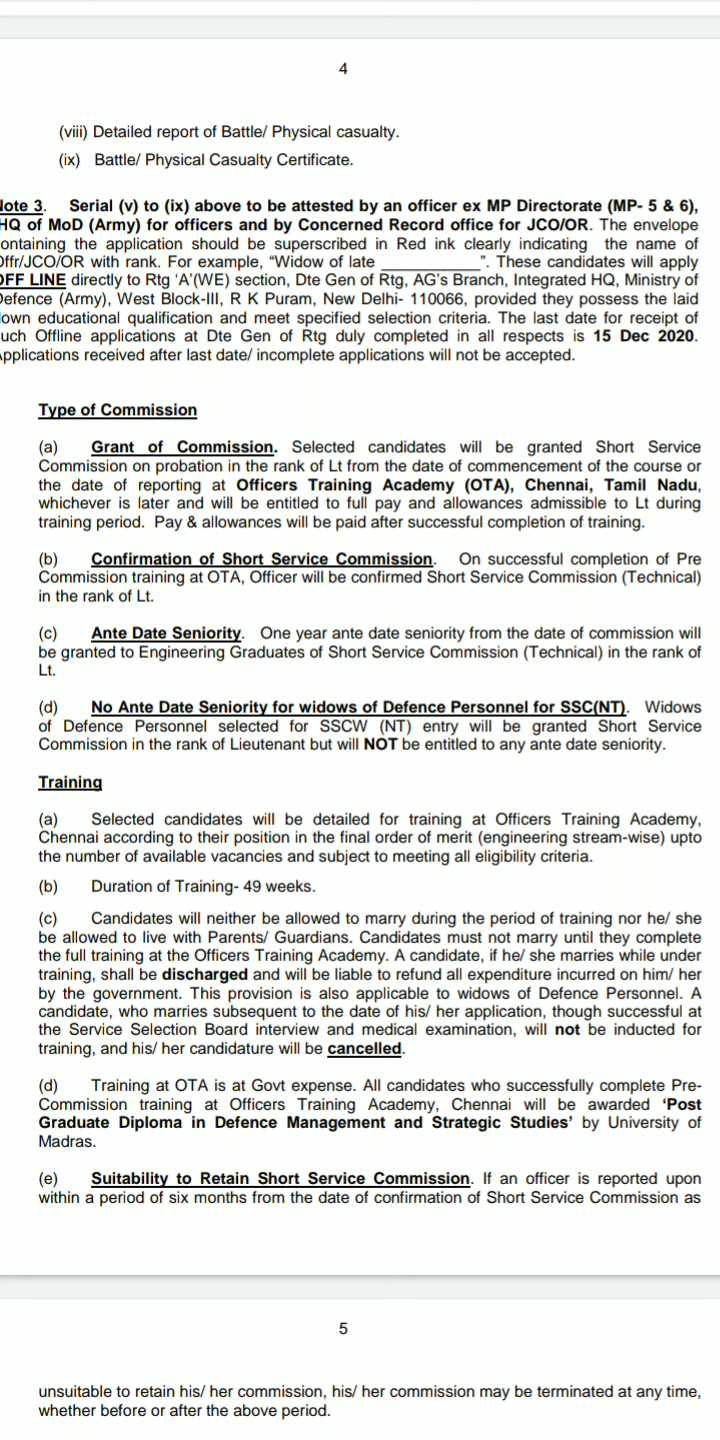 4
(viii) Detailed report of Battle/ Physical casualty.
(ix) Battle/ Physical Casualty Certificate.
Note 3. Serial (v) to (ix) above to be attested by an officer ex MP Directorate (MP- 5 & 6),
HQ of MoD (Army) for officers and by Concerned Record office for JCO/OR. The envelope
containing the application should be superscribed in Red ink clearly indicating the name of
Offr/JCO/OR with rank. For example, “Widow of late ___________”. These candidates will apply
OFF LINE directly to Rtg ‘A’(WE) section, Dte Gen of Rtg, AG’s Branch, Integrated HQ, Ministry of
Defence (Army), West Block-III, R K Puram, New Delhi- 110066, provided they possess the laid
down educational qualification and meet specified selection criteria. The last date for receipt of
such Offline applications at Dte Gen of Rtg duly completed in all respects is 15 Dec 2020.
Applications received after last date/ incomplete applications will not be accepted.
Type of Commission
(a) Grant of Commission. Selected candidates will be granted Short Service
Commission on probation in the rank of Lt from the date of commencement of the course or
the date of reporting at Officers Training Academy (OTA), Chennai, Tamil Nadu,
whichever is later and will be entitled to full pay and allowances admissible to Lt during
training period. Pay & allowances will be paid after successful completion of training.
(b) Confirmation of Short Service Commission. On successful completion of Pre
Commission training at OTA, Officer will be confirmed Short Service Commission (Technical)
in the rank of Lt.
(c) Ante Date Seniority. One year ante date seniority from the date of commission will
be granted to Engineering Graduates of Short Service Commission (Technical) in the rank of
Lt.
(d) No Ante Date Seniority for widows of Defence Personnel for SSC(NT). Widows
of Defence Personnel selected for SSCW (NT) entry will be granted Short Service
Commission in the rank of Lieutenant but will NOT be entitled to any ante date seniority.
Training
(a) Selected candidates will be detailed for training at Officers Training Academy,
Chennai according to their position in the final order of merit (engineering stream-wise) upto
the number of available vacancies and subject to meeting all eligibility criteria.
(b) Duration of Training- 49 weeks.
(c) Candidates will neither be allowed to marry during the period of training nor he/ she
be allowed to live with Parents/ Guardians. Candidates must not marry until they complete
the full training at the Officers Training Academy. A candidate, if he/ she marries while under
training, shall be discharged and will be liable to refund all expenditure incurred on him/ her
by the government. This provision is also applicable to widows of Defence Personnel. A
candidate, who marries subsequent to the date of his/ her application, though successful at
the Service Selection Board interview and medical examination, will not be inducted for
training, and his/ her candidature will be cancelled.
(d) Training at OTA is at Govt expense. All candidates who successfully complete Pre-
Commission training at Officers Training Academy, Chennai will be awarded ‘Post
Graduate Diploma in Defence Management and Strategic Studies’ by University of
Madras.
(e) Suitability to Retain Short Service Commission. If an officer is reported upon
within a period of six months from the date of confirmation of Short Service Commission as
5
unsuitable to retain his/ her commission, his/ her commission may be terminated at any time,
whether before or after the above period.